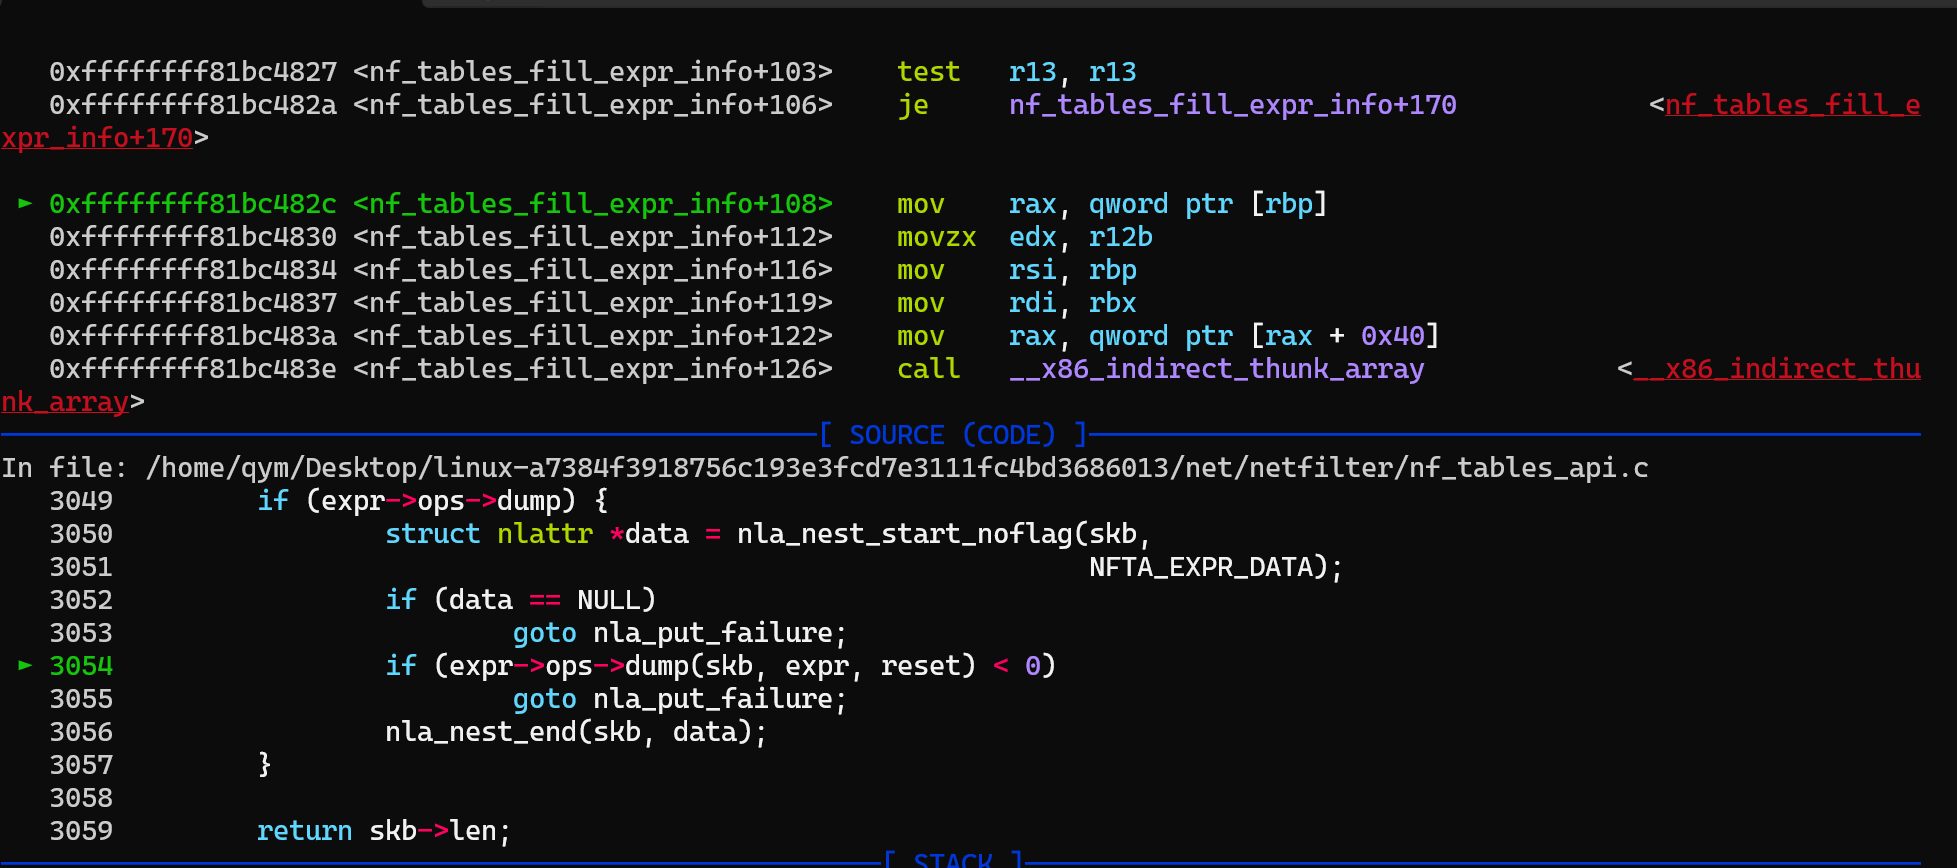 0xffffffff81bc4827 <nf_tables_fill_expr_info+103>    test   r13, r13
0xffffffff81bc482a <nf_tables_fill_expr_info+106>    je     nf_tables_fill_expr_info+170            <nf_tables_fill_e
xpr_info+170>
► 0xffffffff81bc482c <nf_tables_fill_expr_info+108>    mov    rax, qword ptr [rbp]
0xffffffff81bc4830 <nf_tables_fill_expr_info+112>    movzx  edx, r12b
0xffffffff81bc4834 <nf_tables_fill_expr_info+116>    mov    rsi, rbp
0xffffffff81bc4837 <nf_tables_fill_expr_info+119>    mov    rdi, rbx
0xffffffff81bc483a <nf_tables_fill_expr_info+122>    mov    rax, qword ptr [rax + 0x40]
0xffffffff81bc483e <nf_tables_fill_expr_info+126>    call   __x86_indirect_thunk_array            <__x86_indirect_thu
nk_array>
[ SOURCE (CODE) ]
In file: /home/qym/Desktop/linux-a7384f3918756c193e3fcd7e3111fc4bd3686013/net/netfilter/nf_tables_api.c
3049         if (expr->ops->dump) {
3050                 struct nlattr *data = nla_nest_start_noflag(skb,
3051                                                             NFTA_EXPR_DATA);
3052                 if (data == NULL)
3053                         goto nla_put_failure;
► 3054                 if (expr->ops->dump(skb, expr, reset) < 0)
3055                         goto nla_put_failure;
3056                 nla_nest_end(skb, data);
3057         }
3058
3059         return skb->len;
[ STACK ]